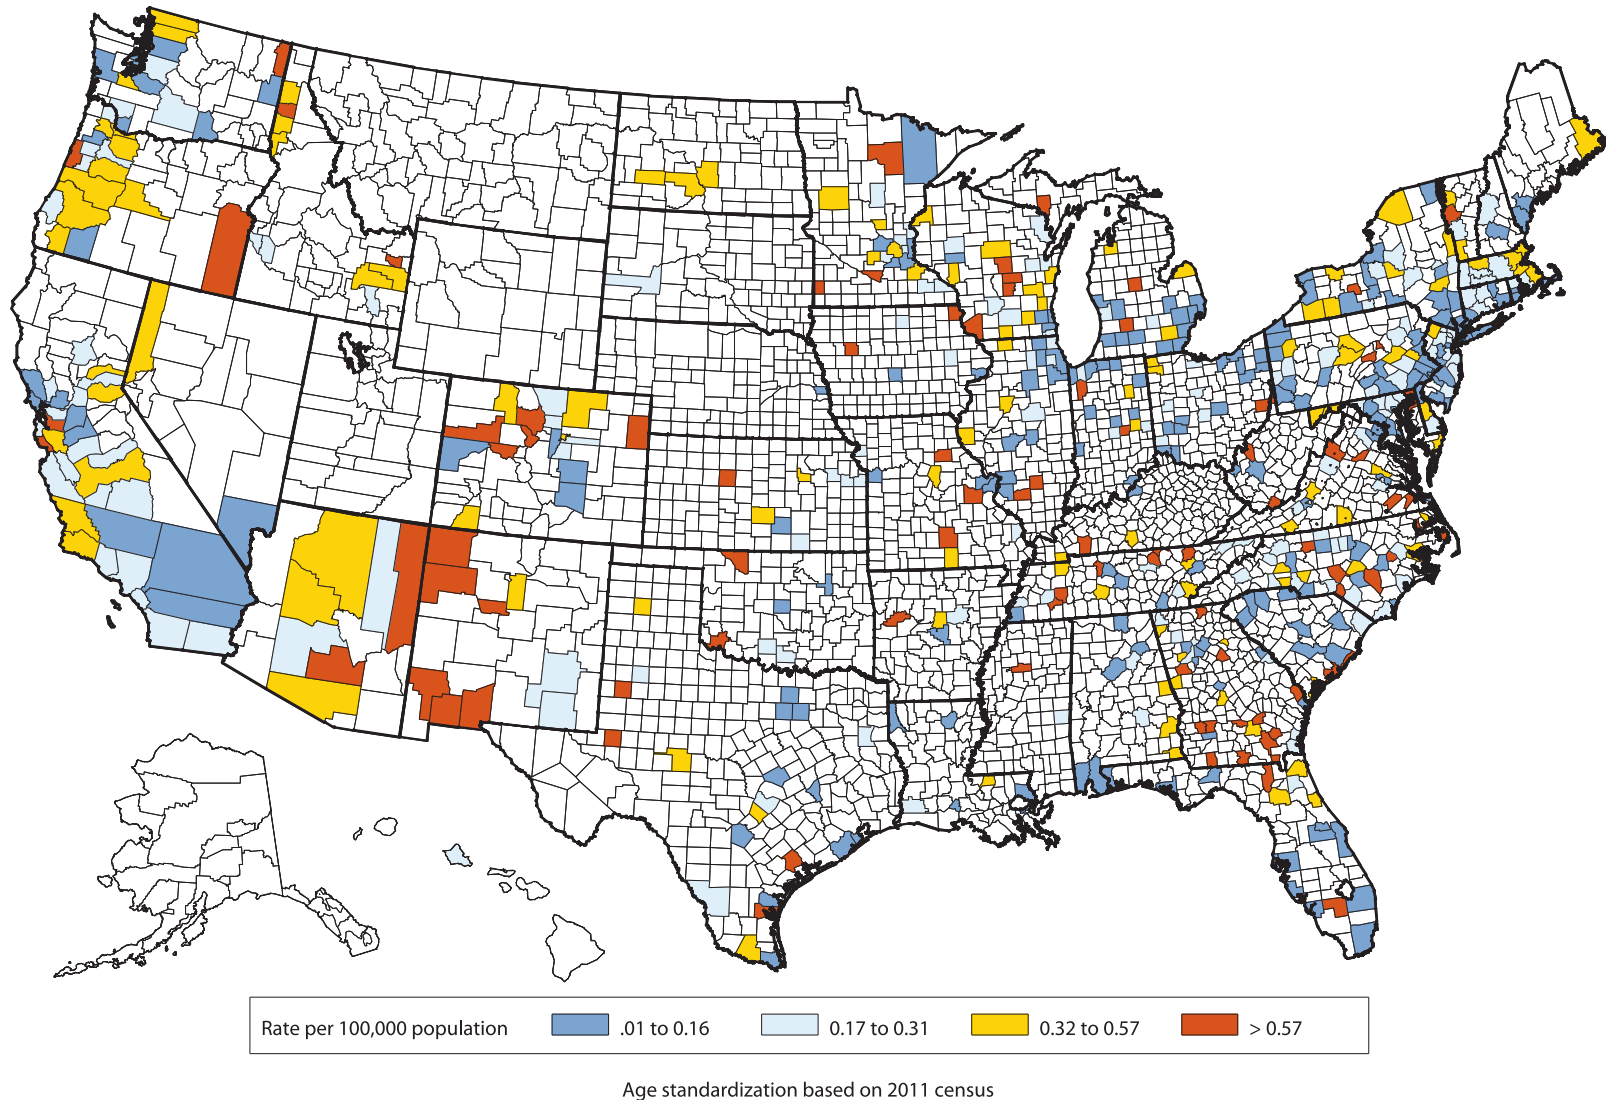 Rate per 100,000 population .01 to 0.16 0.17 to 0.31 0.32 to 0.57 > 0.57
Age standardization based on 2011 census